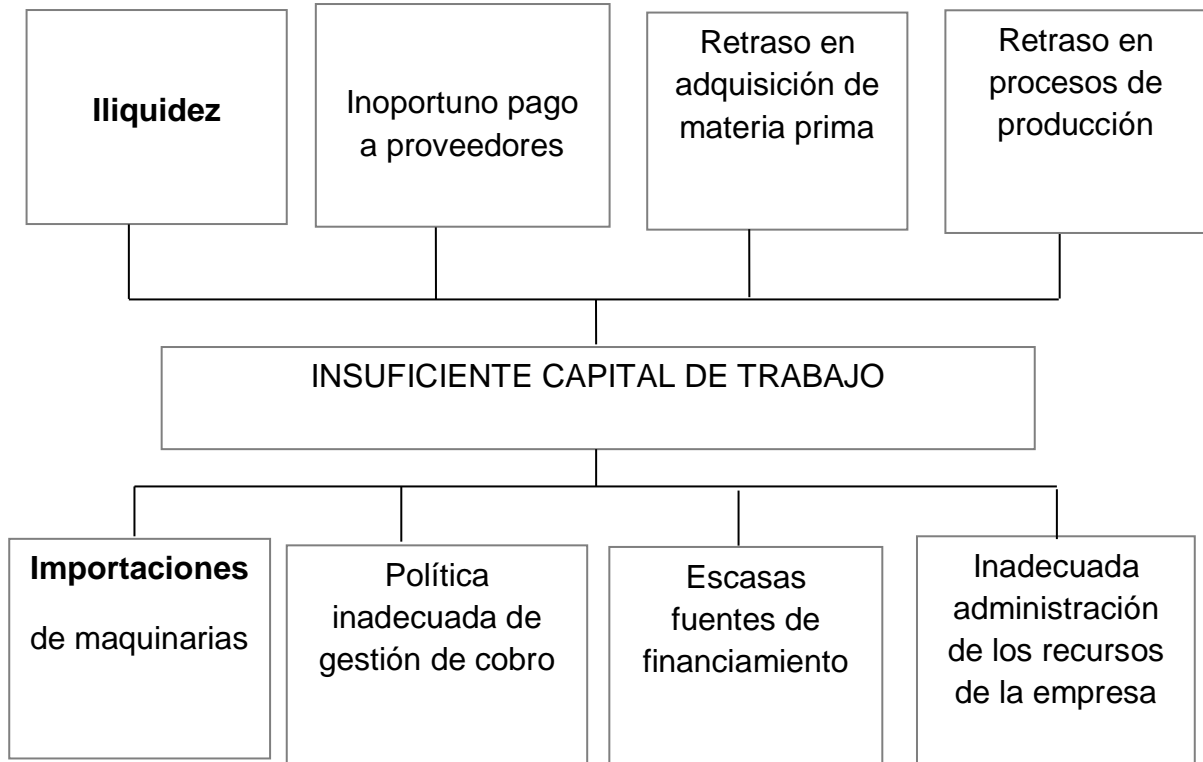 Iliquidez
Inoportuno pago
a proveedores
Retraso en
adquisición de
materia prima
Retraso en
procesos de
producción
INSUFICIENTE CAPITAL DE TRABAJO
Importaciones
de maquinarias
Política
inadecuada de
gestión de cobro
Escasas
fuentes de
financiamiento
Inadecuada
administración
de los recursos
de la empresa